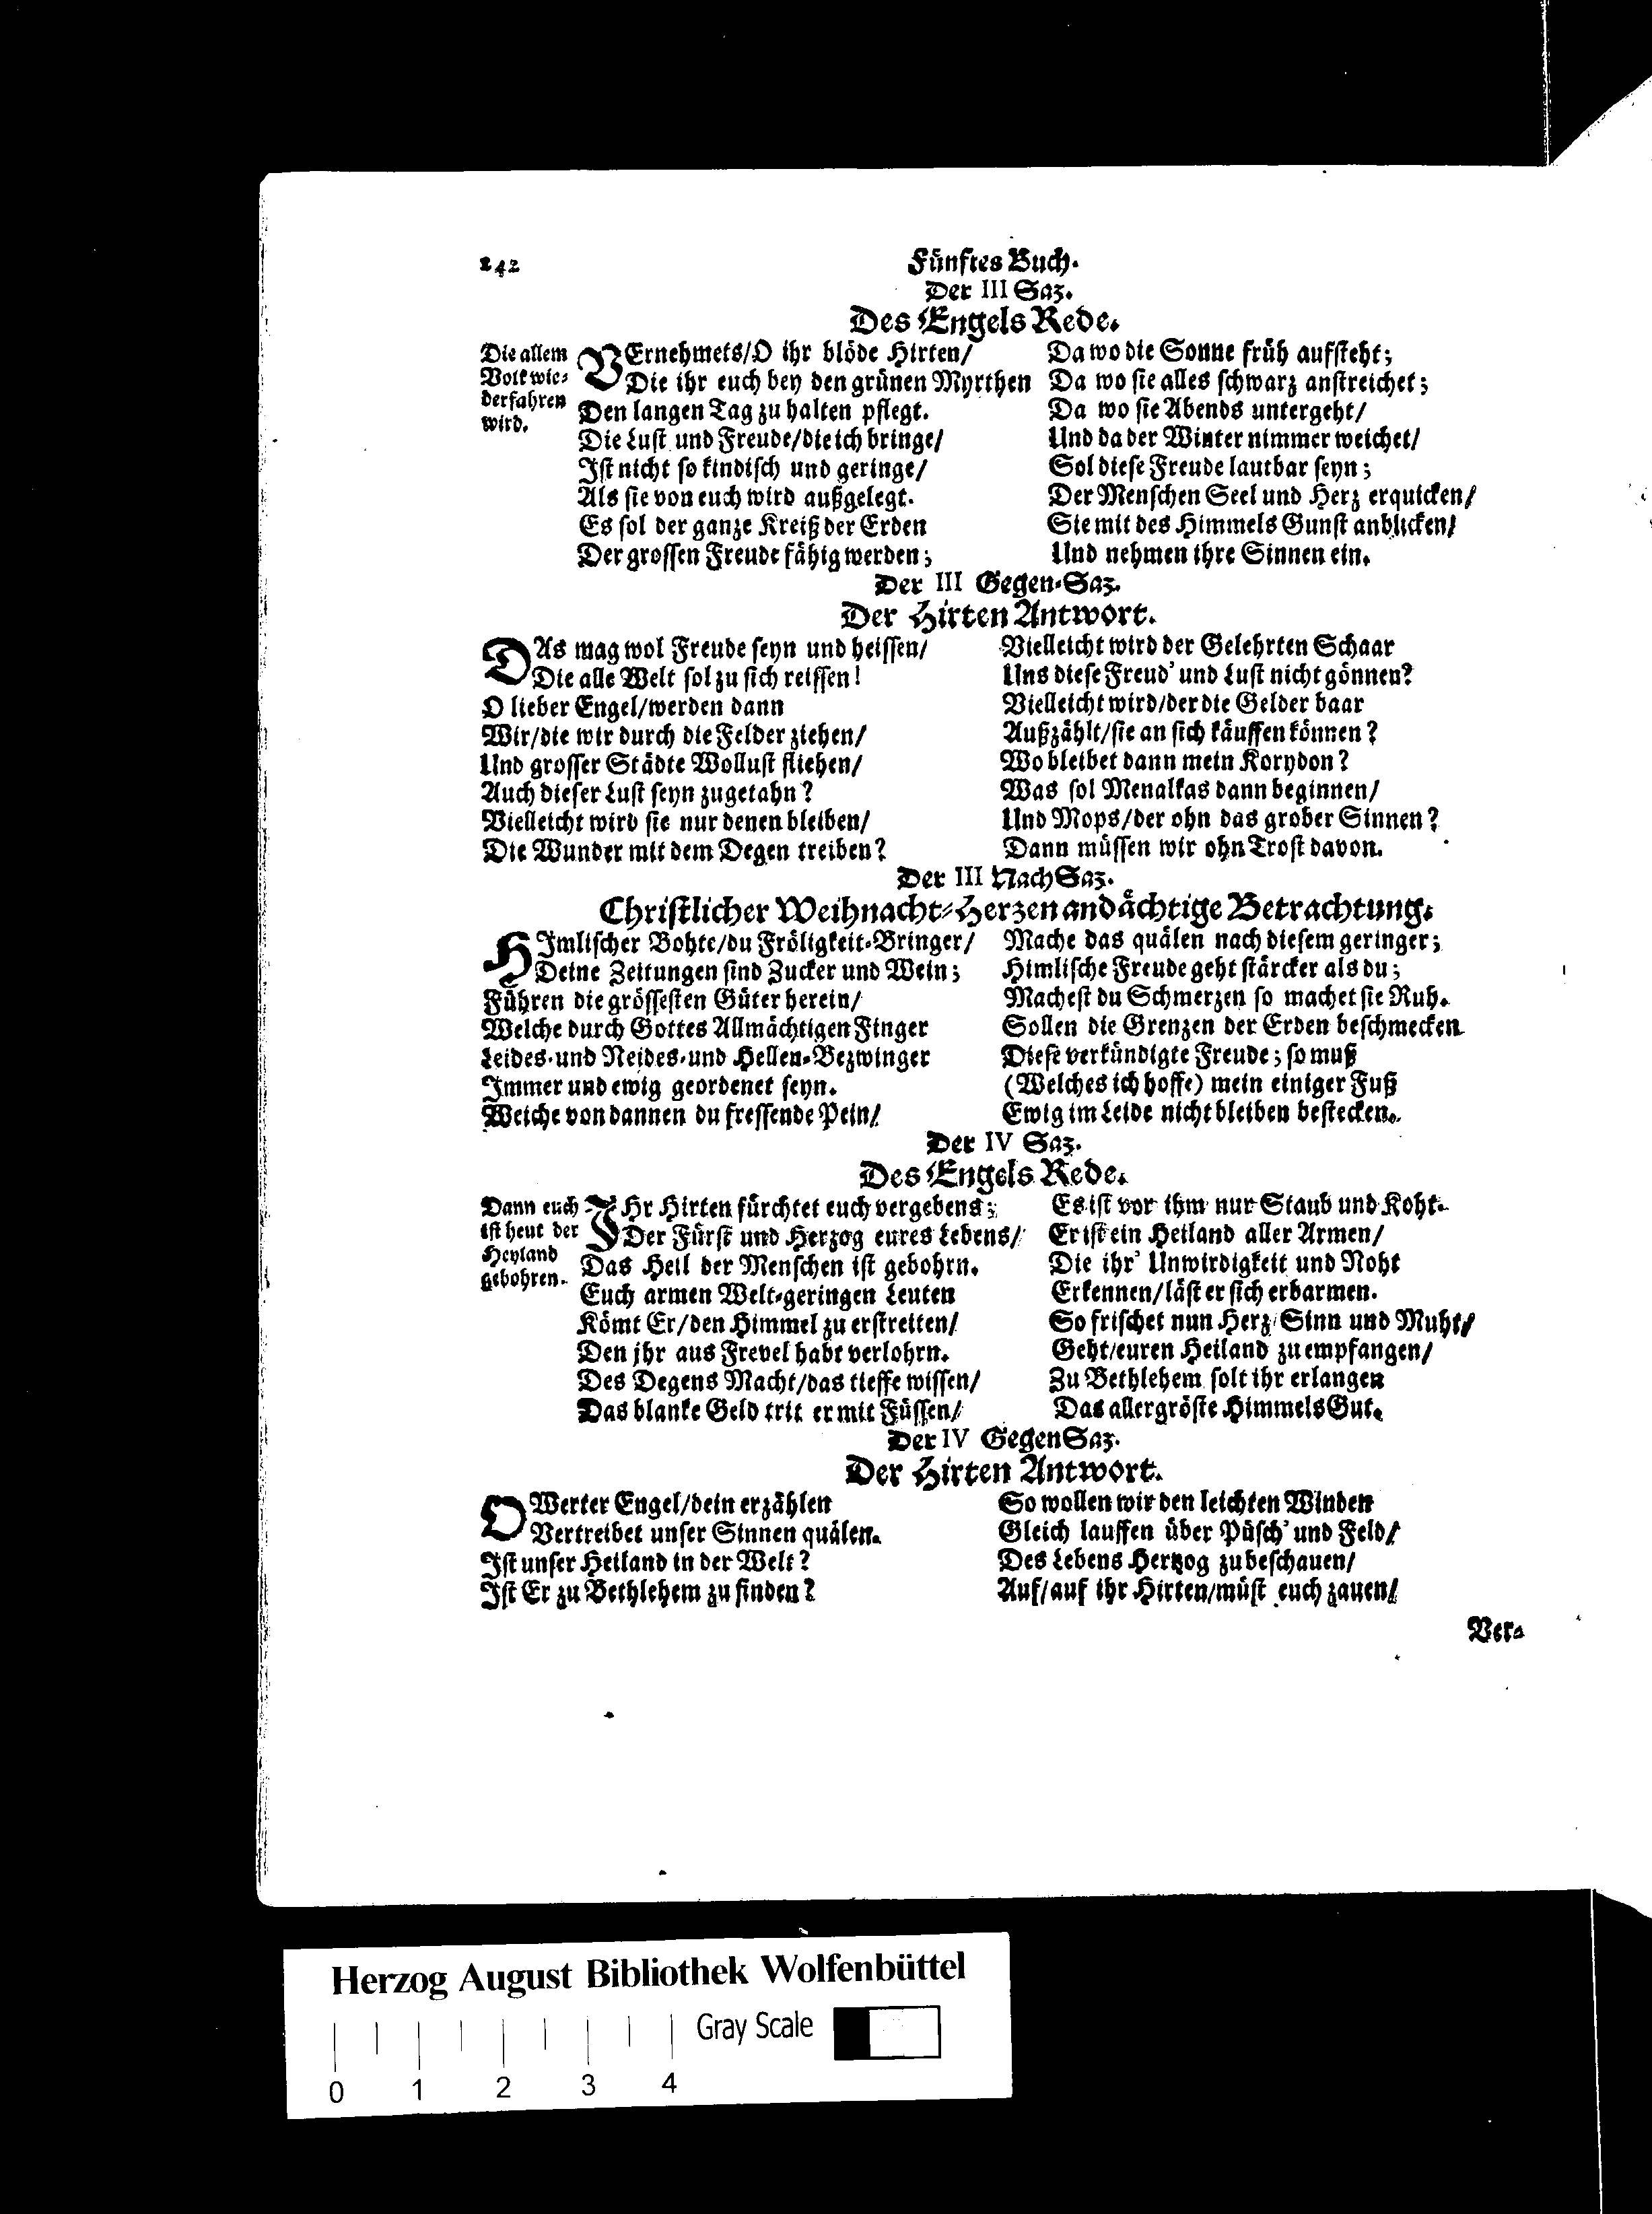 242
Fünftes Buch.
Der III Saz.
Des Engels Rede.
Die allem
Volk wie-
derfahren
wird.
VErnehmets/O ihr blöde Hirten/
Die ihr euch bey den grünen Myrthen
Den langen Tag zu halten pflegt.
Die Lust und Freude/die ich bringe/
Ist nicht so kindisch und geringe/
Als sie von euch wird außgelegt.
Es sol der ganze Kreiß der Erden
Der grossen Freude fähig werden;
Da wo die Sonne früh aufsteht;
Da wo sie alles schwarz anstreichet;
Da wo sie Abends untergeht/
Und da der Winter nimmer weichet/
Sol diese Freude lautbar seyn;
Der Menschen Seel und Herz erquicken/
Sie mit des Himmels Gunst anblicken/
Und nehmen ihre Sinnen ein.
Der III Gegen-Saz.
Der Hirten Antwort.
DAs mag wol Freude seyn und heissen/
Die alle Welt sol zu sich reissen!
O lieber Engel/werden dann
Wir/die wir durch die Felder ziehen/
Und grosser Städte Wollust fliehen/
Auch dieser Lust seyn zugetahn?
Vielleicht wird sie nur denen bleiben/
Die Wunder mit dem Degen treiben?
Vielleicht wird der Gelehrten Schaar
Uns diese Freud' und Lust nicht gönnen?
Vielleicht wird/der die Gelder baar
Außzählt/sie an sich käuffen können?
Wo bleibet dann mein Korydon?
Was sol Menalkas dann beginnen/
Und Mops/der ohn das grober Sinnen?
Dann müssen wir ohn Trost davon.
Der III NachSaz.
Christlicher Weihnacht-Herzen andächtige Betrachtung.
HImlischer Bohte/du Fröligkeit-Bringer/
Deine Zeitungen sind Zucker und Wein;
Führen die grössesten Güter herein/
Welche durch Gottes Allmächtigen Finger
Leides-und Neides-und Hellen-Bezwinger
Immer und ewig geordenet seyn.
Weiche von dannen du fressende Pein/
Mache das quälen nach diesem geringer;
Himlische Freude geht stärcker als du;
Machest du Schmerzen so machet sie Ruh.
Sollen die Grenzen der Erden beschmecken
Diese verkündigte Freude; so muß
(Welches ich hoffe) mein einiger Fuß
Ewig im Leide nicht bleiben bestecken.
Der IV Saz.
Des Engels Rede.
Dann euch
ist heut der
Heyland
gebohren.
IHr Hirten fürchtet euch vergebens;
Der Fürst und Herzog eures Lebens/
Das Heil der Menschen ist gebohrn.
Euch armen Welt-geringen Leuten
Kömt Er/den Himmel zu erstreiten/
Den jhr aus Frevel habt verlohrn.
Des Degens Macht/das tieffe wissen/
Das blanke Geld trit er mit Füssen/
Es ist vor ihm nur Staub und Koht.
Er ist ein Heiland aller Armen/
Die ihr' Unwirdigkeit und Noht
Erkennen/läst er sich erbarmen.
So frischet nun Herz/Sinn und Muht/
Geht/euren Heiland zu empfangen/
Zu Bethlehem solt ihr erlangen
Das allergröste HimmelsGut.
Der IV GegenSaz.
Der Hirten Antwort.
O Werter Engel/dein erzählen
Vertreibet unser Sinnen quälen.
Ist unser Heiland in der Welt?
Ist Er zu Bethlehem zu finden?
So wollen wir den leichten Winden
Gleich lauffen über Püsch' und Feld/
Des Lebens Hertzog zu beschauen/
Auf/auf ihr Hirten/müst euch zauen/
Ver-
Herzog August Bibliothek Wolfenbüttel
Gray Scale
0 1 2 3 4